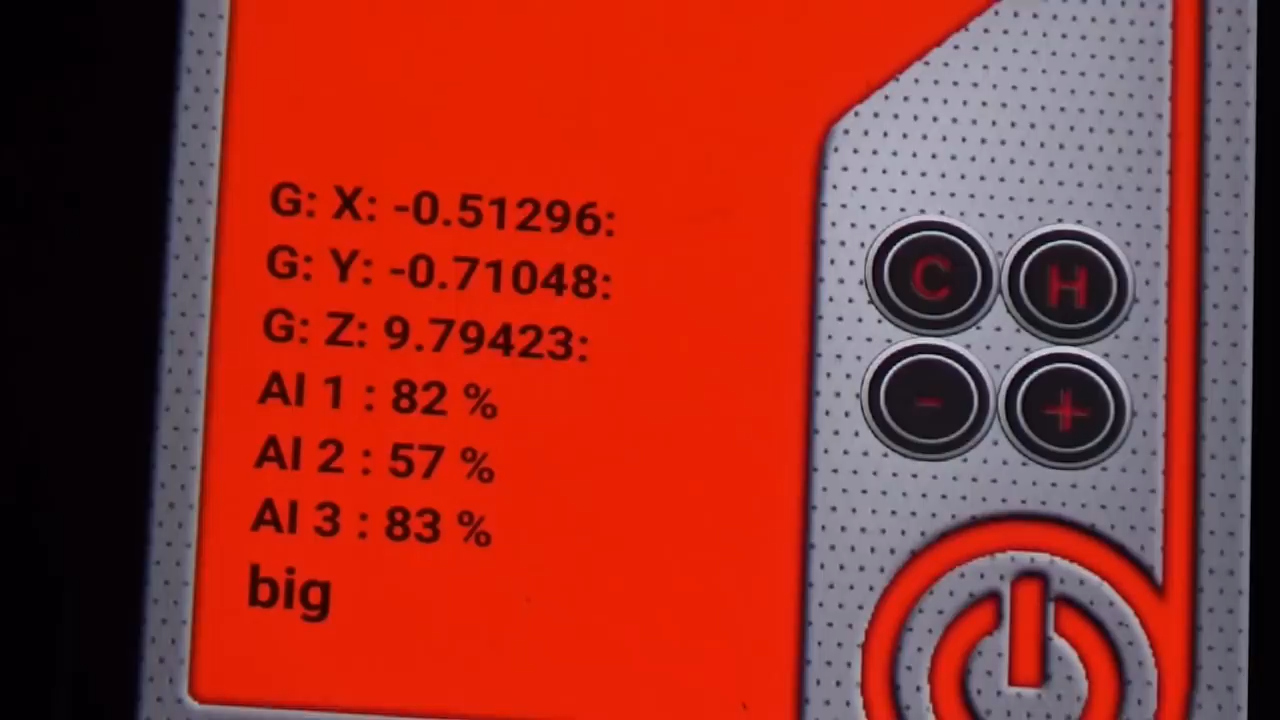 G: X: -0.51296:
G: Y: -0.71048:
G: Z: 9.79423:
AI 1 : 82 %
AI 2 : 57 %
AI 3 : 83 %
big
C
H
-
+